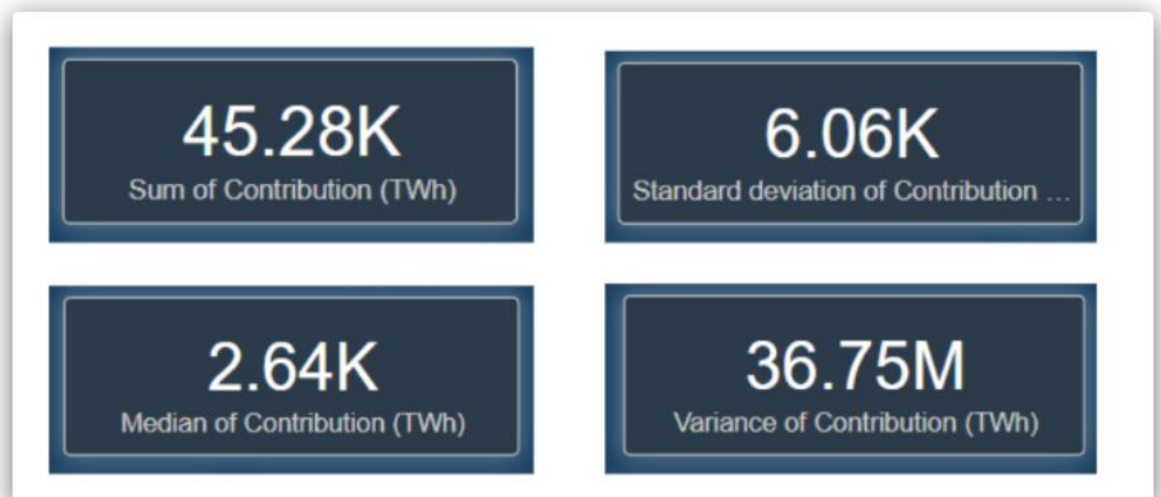 45.28K
Sum of Contribution (TWh)
6.06K
Standard deviation of Contribution ...
2.64K
Median of Contribution (TWh)
36.75M
Variance of Contribution (TWh)